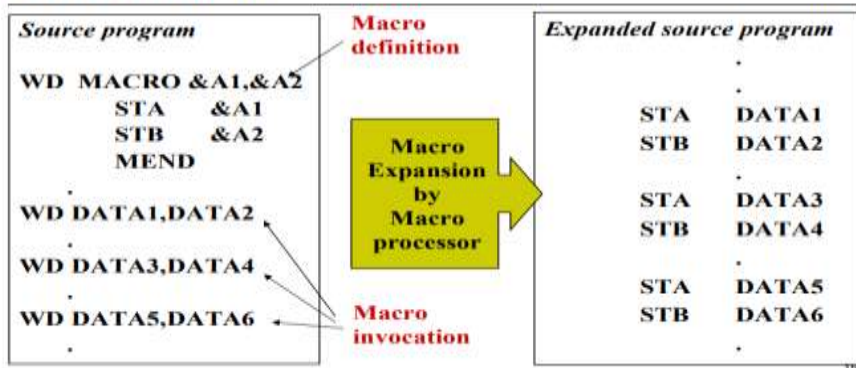 Source program
WD MACRO &A1,&A2
STA &A1
STB &A2
MEND
.
WD DATA1,DATA2
.
WD DATA3,DATA4
.
WD DATA5,DATA6
.
Macro
definition
Macro
Expansion
by
Macro
processor
Macro
invocation
Expanded source program
.
.
STA DATA1
STB DATA2
.
STA DATA3
STB DATA4
.
STA DATA5
STB DATA6
.